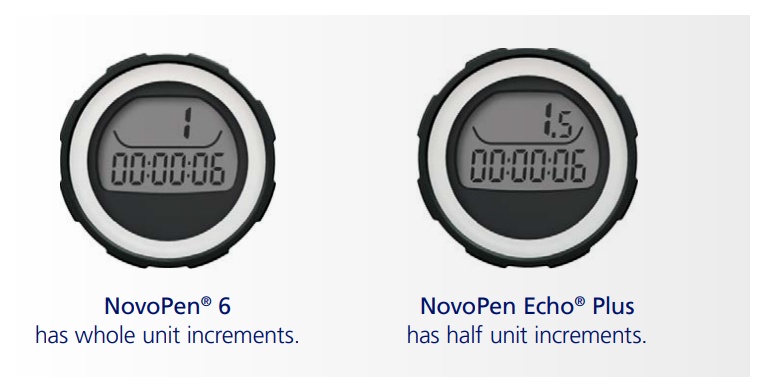 1
00:00:06
1.5
00:00:06
NovoPen® 6
has whole unit increments.
NovoPen Echo® Plus
has half unit increments.